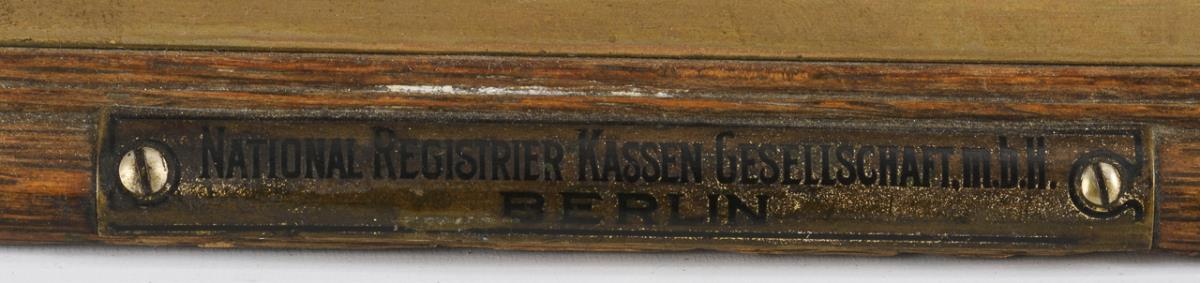 NATIONAL REGISTRIER KASSEN GESELLSCHAFT, m.b.H.
BERLIN